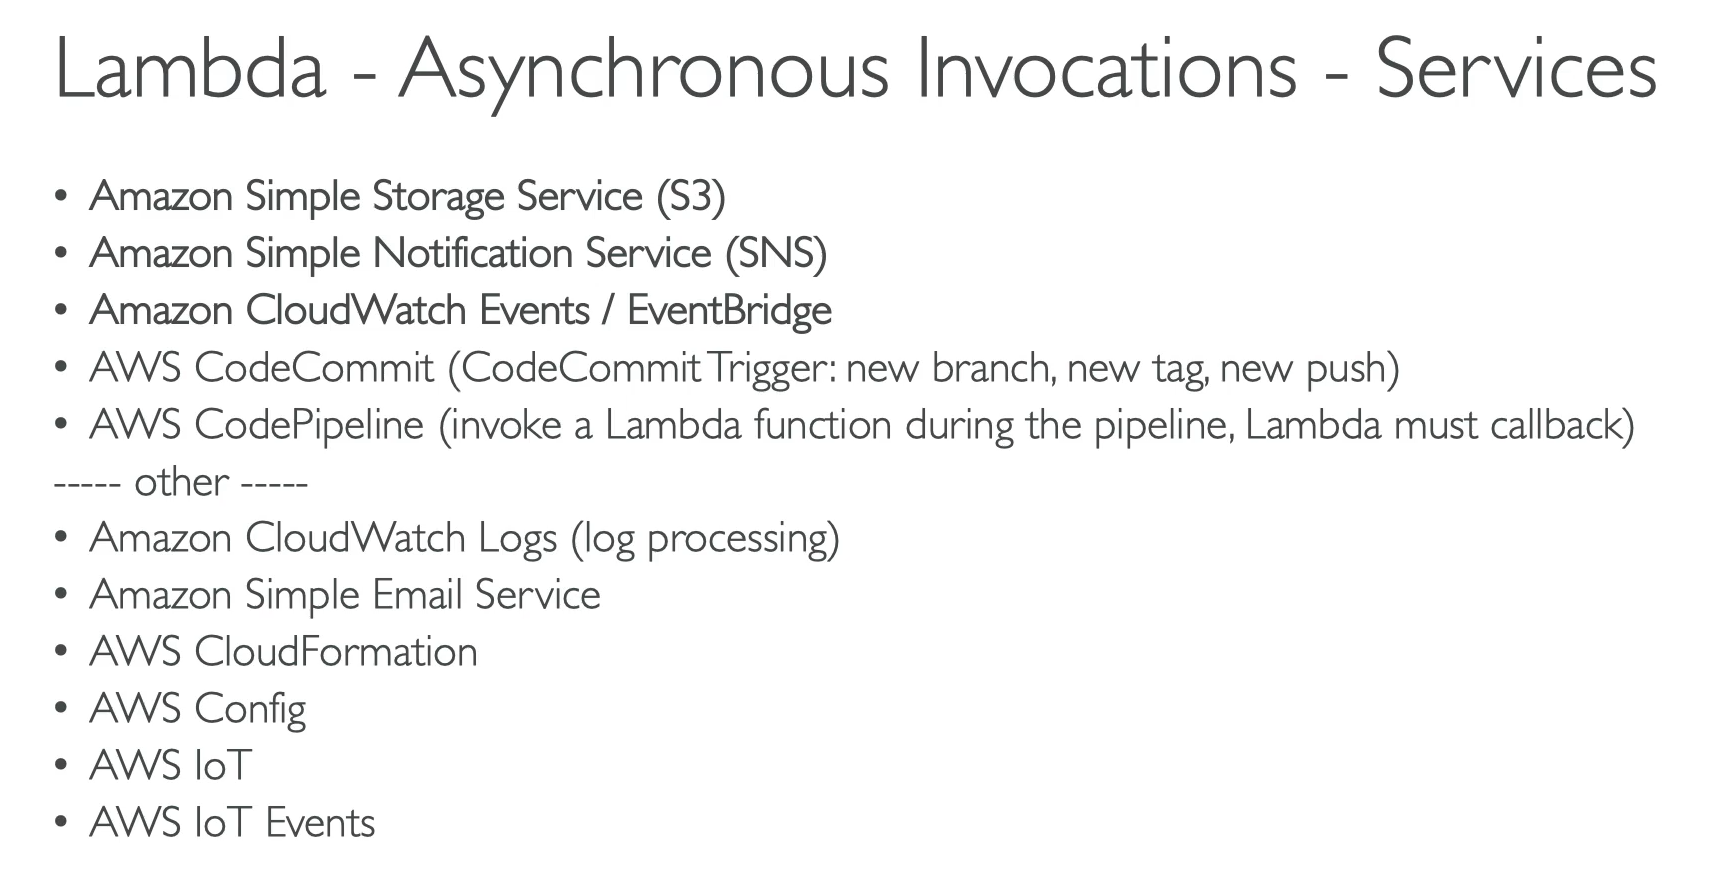 Lambda - Asynchronous Invocations - Services
• Amazon Simple Storage Service (S3)
• Amazon Simple Notification Service (SNS)
• Amazon CloudWatch Events / EventBridge
• AWS CodeCommit (CodeCommit Trigger: new branch, new tag, new push)
• AWS CodePipeline (invoke a Lambda function during the pipeline, Lambda must callback)
----- other -----
• Amazon CloudWatch Logs (log processing)
• Amazon Simple Email Service
• AWS CloudFormation
• AWS Config
• AWS IoT
• AWS IoT Events